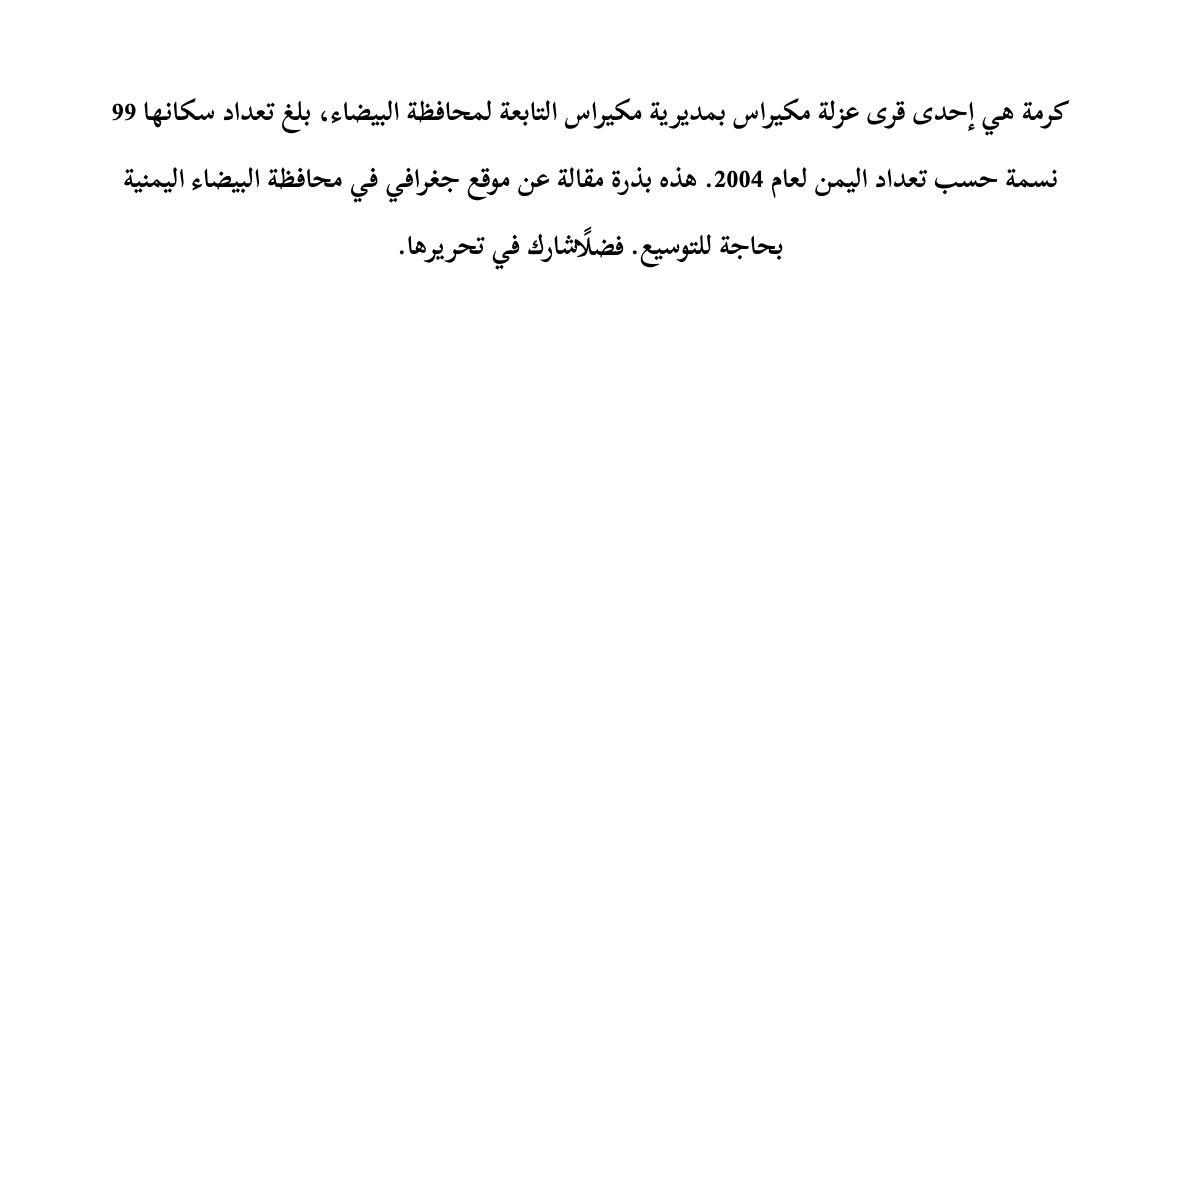 كرمة هي إحدى قرى عزلة مكيراس بمديرية مكيراس التابعة لمحافظة البيضاء، بلغ تعداد سكانها 99
نسمة حسب تعداد اليمن لعام 2004. هذه بذرة مقالة عن موقع جغرافي في محافظة البيضاء اليمنية
بحاجة للتوسيع. فضلًاشارك في تحريرها.